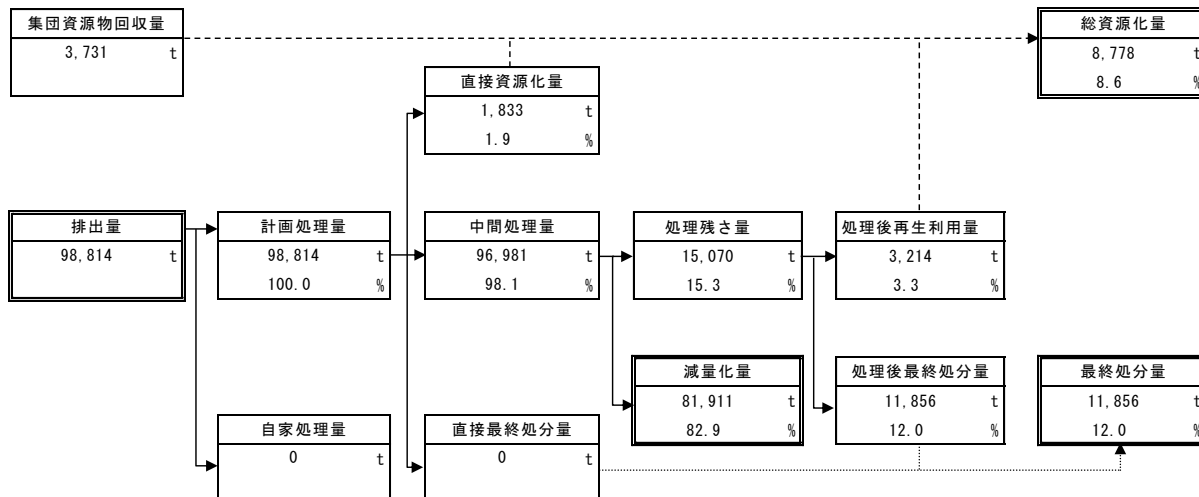 集団資源物回収量
3,731 t
総資源化量
8,778 t
8.6 %
直接資源化量
1,833 t
1.9 %
排出量
98,814 t
計画処理量
98,814 t
100.0 %
中間処理量
96,981 t
98.1 %
処理残さ量
15,070 t
15.3 %
処理後再生利用量
3,214 t
3.3 %
減量化量
81,911 t
82.9 %
処理後最終処分量
11,856 t
12.0 %
最終処分量
11,856 t
12.0 %
自家処理量
0 t
直接最終処分量
0 t